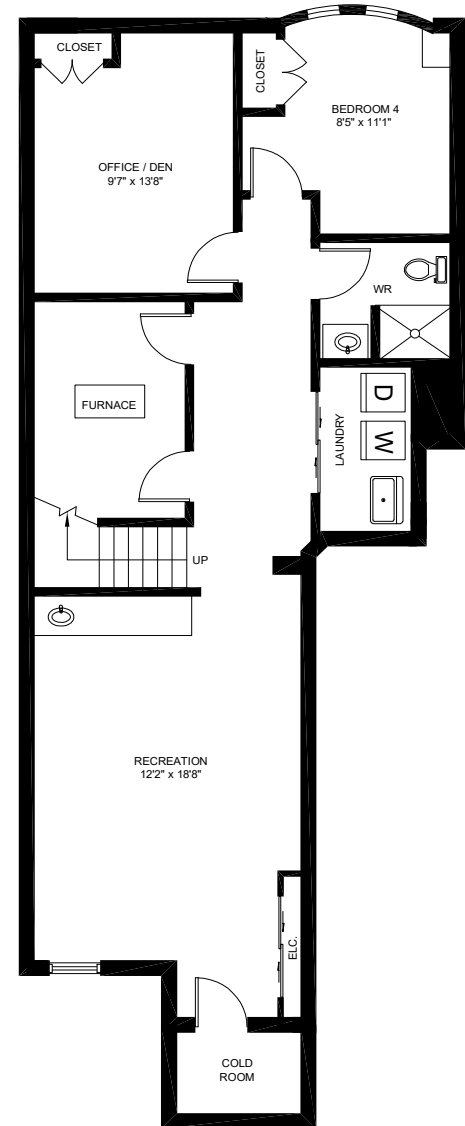 CLOSET
CLOSET
BEDROOM 4
8'5" x 11'1"
OFFICE / DEN
9'7" x 13'8"
WR
FURNACE
LAUNDRY
D
W
UP
RECREATION
12'2" x 18'8"
ELC.
COLD
ROOM